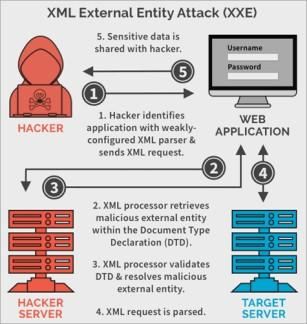 XML External Entity Attack (XXE)
5. Sensitive data is
shared with hacker.
Username
Password
5
1
HACKER
1. Hacker identifies
application with weakly-
configured XML parser &
sends XML request.
WEB
APPLICATION
2
3
4
2. XML processor retrieves
malicious external entity
within the Document Type
Declaration (DTD).
3. XML processor validates
DTD & resolves malicious
external entity.
4. XML request is parsed.
HACKER
SERVER
TARGET
SERVER